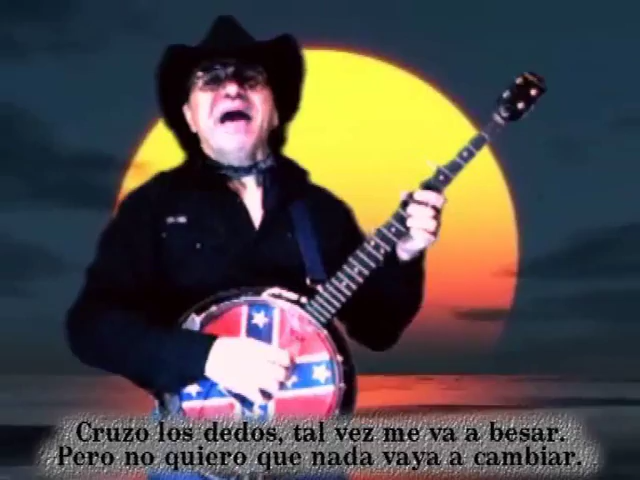 Cruzo los dedos, tal vez me va a besar.
Pero no quiero que nada vaya a cambiar.